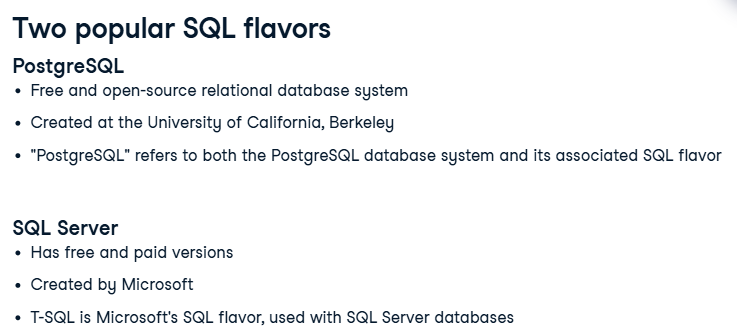 Two popular SQL flavors
PostgreSQL
• Free and open-source relational database system
• Created at the University of California, Berkeley
• "PostgreSQL" refers to both the PostgreSQL database system and its associated SQL flavor
SQL Server
• Has free and paid versions
• Created by Microsoft
• T-SQL is Microsoft's SQL flavor, used with SQL Server databases